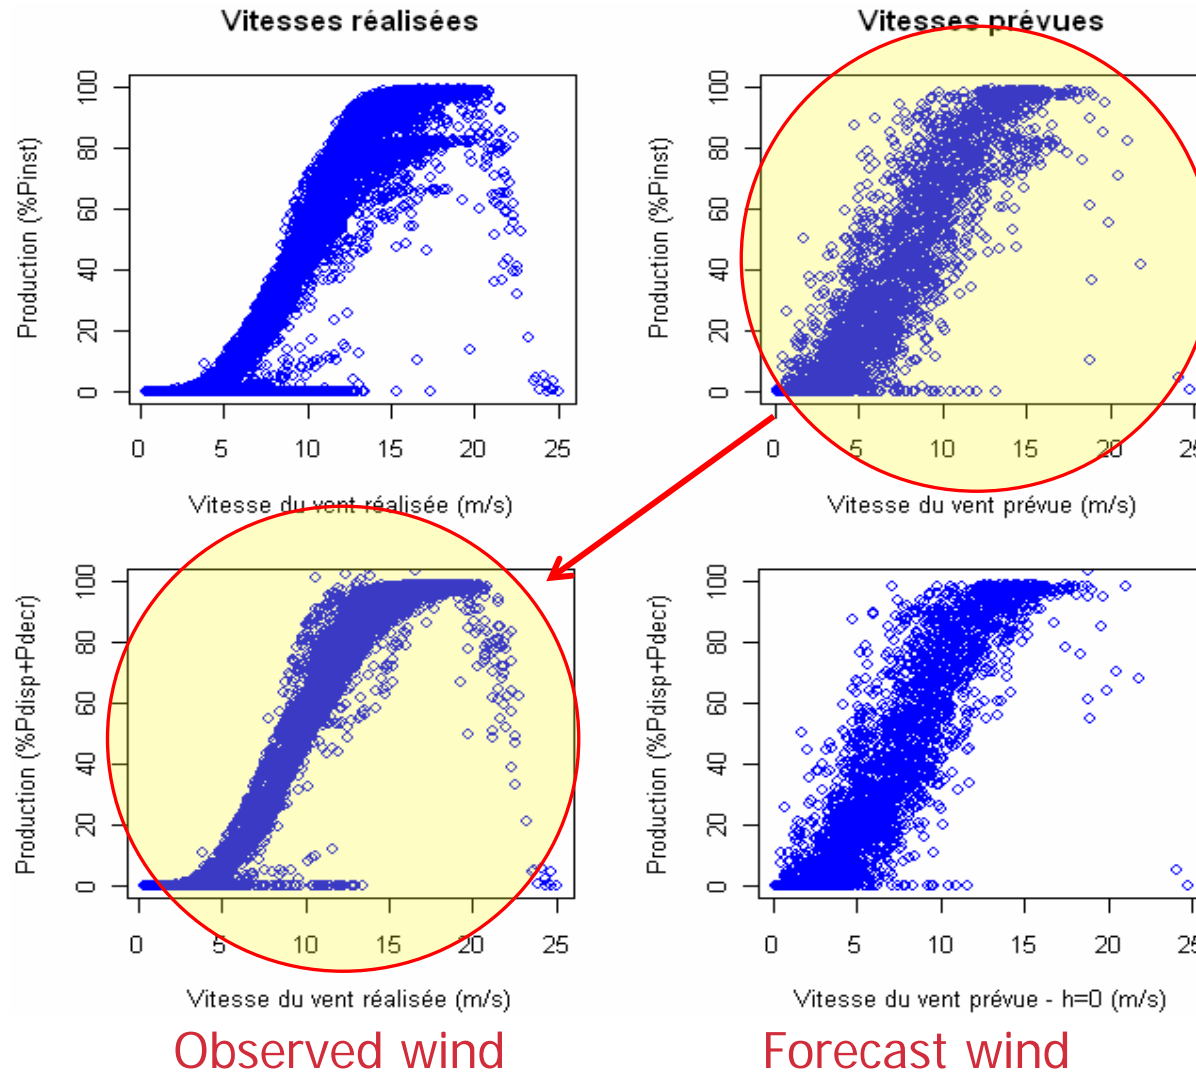 Vitesses réalisées
Vitesses prévues
Production (%Pinst)
0 20 40 60 80 100
0 5 10 15 20 25
Vitesse du vent réalisée (m/s)
Production (%Pinst)
0 20 40 60 80 100
0 5 10 15 20 25
Vitesse du vent prévue (m/s)
Production (%Pdisp+Pdecr)
0 20 40 60 80 100
0 5 10 15 20 25
Vitesse du vent réalisée (m/s)
Production (%Pdisp+Pdecr)
0 20 40 60 80 100
0 5 10 15 20 25
Vitesse du vent prévue - h=0 (m/s)
Observed wind
Forecast wind